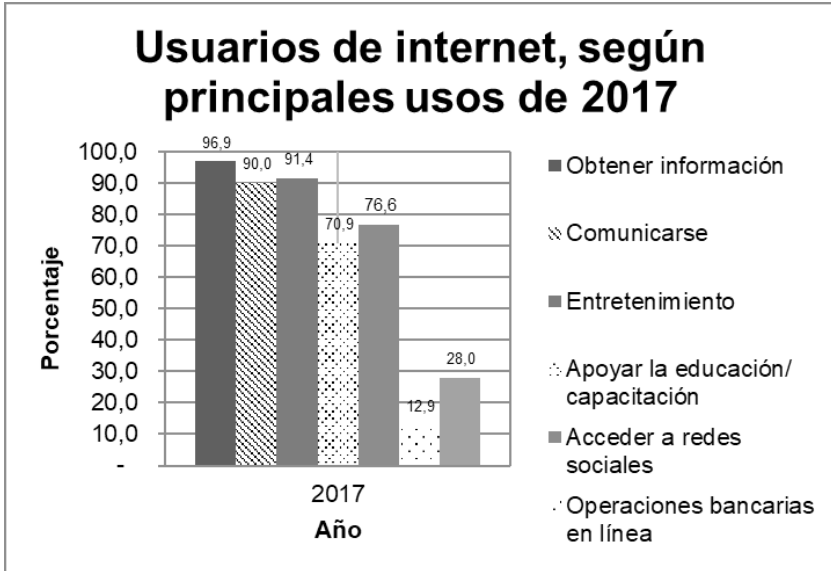 Usuarios de internet, según
principales usos de 2017
Porcentaje
100,0
90,0
80,0
70,0
60,0
50,0
40,0
30,0
20,0
10,0
-
96,9
90,0
91,4
70,9
76,6
12,9
28,0
2017
Año
Obtener información
Comunicarse
Entretenimiento
Apoyar la educación/
capacitación
Acceder a redes
sociales
Operaciones bancarias
en línea